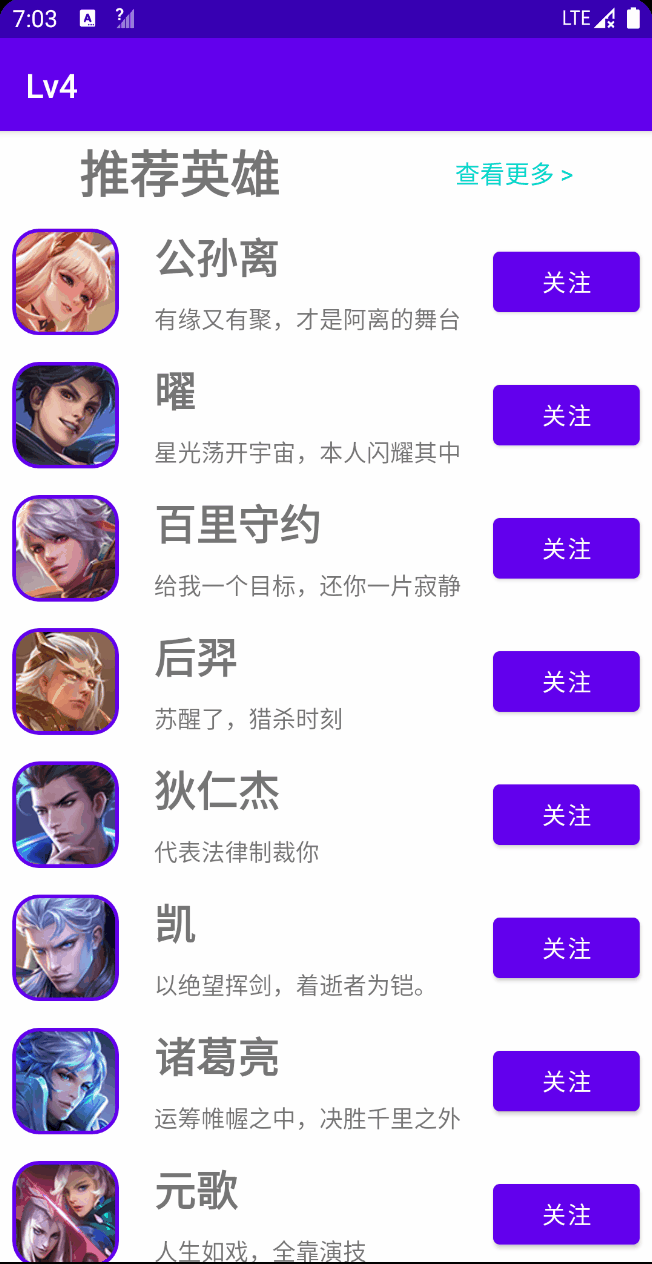 7:03 A ? LTE
Lv4
推荐英雄 查看更多 >
公孙离
有缘又有聚，才是阿离的舞台
关注
曜
星光荡开宇宙，本人闪耀其中
关注
百里守约
给我一个目标，还你一片寂静
关注
后羿
苏醒了，猎杀时刻
关注
狄仁杰
代表法律制裁你
关注
凯
以绝望挥剑，着逝者为铠。
关注
诸葛亮
运筹帷幄之中，决胜千里之外
关注
元歌
人生如戏，全靠演技
关注